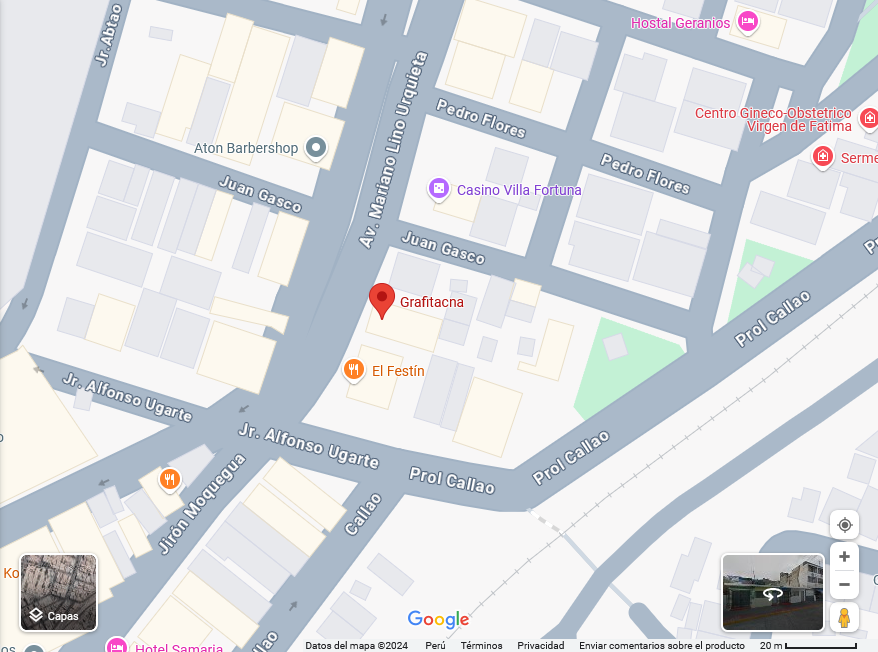 Jr. Abtao
Hostal Geranios
Pedro Flores
Centro Gineco-Obstetrico
Virgen de Fatima
Aton Barbershop
Av. Mariano Lino Urquieta
Pedro Flores
Juan Gasco
Casino Villa Fortuna
Juan Gasco
Prol Callao
Grafitacna
El Festín
Jr. Alfonso Ugarte
Jr. Alfonso Ugarte
Prol Callao
Prol Callao
Jirón Moquegua
Callao
Capas
Google
Hotel Samaria
Datos del mapa ©2024 Perú Términos Privacidad Enviar comentarios sobre el producto 20 m